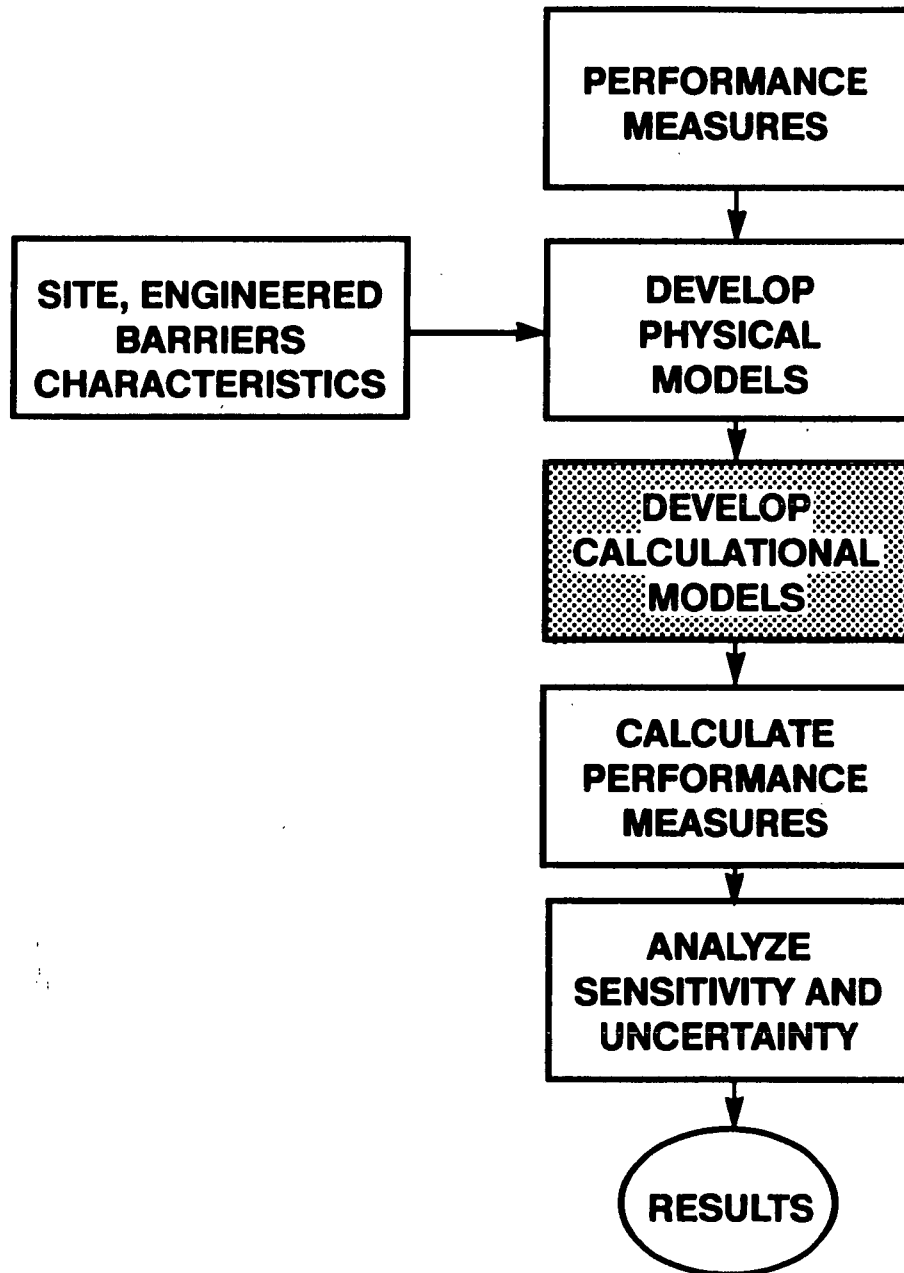 PERFORMANCE
MEASURES
SITE, ENGINEERED
BARRIERS
CHARACTERISTICS
DEVELOP
PHYSICAL
MODELS
DEVELOP
CALCULATIONAL
MODELS
CALCULATE
PERFORMANCE
MEASURES
ANALYZE
SENSITIVITY AND
UNCERTAINTY
RESULTS